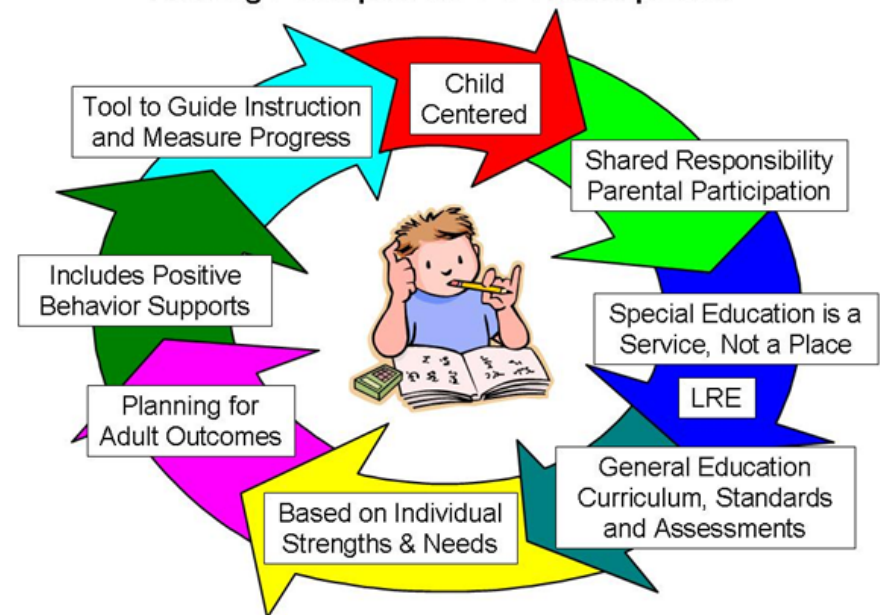 Child
Centered
Shared Responsibility
Parental Participation
Special Education is a
Service, Not a Place
LRE
General Education
Curriculum, Standards
and Assessments
Based on Individual
Strengths & Needs
Planning for
Adult Outcomes
Includes Positive
Behavior Supports
Tool to Guide Instruction
and Measure Progress